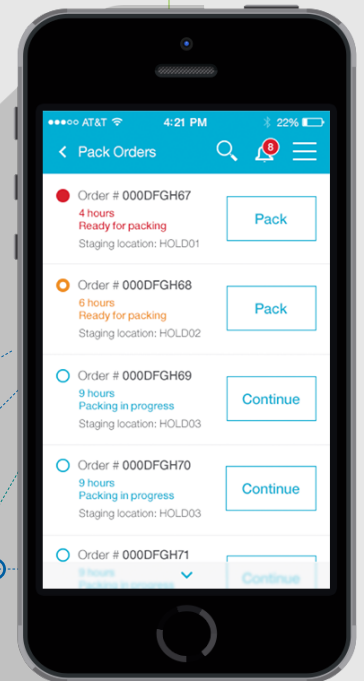 AT&T 4:21 PM 22%
Pack Orders 8
Order # 000DFGH67
4 hours
Ready for packing
Staging location: HOLD01
Pack
Order # 000DFGH68
6 hours
Ready for packing
Staging location: HOLD02
Pack
Order # 000DFGH69
9 hours
Packing in progress
Staging location: HOLD03
Continue
Order # 000DFGH70
9 hours
Packing in progress
Staging location: HOLD03
Continue
Order # 000DFGH71
9 hours
Packing in progress
Continue